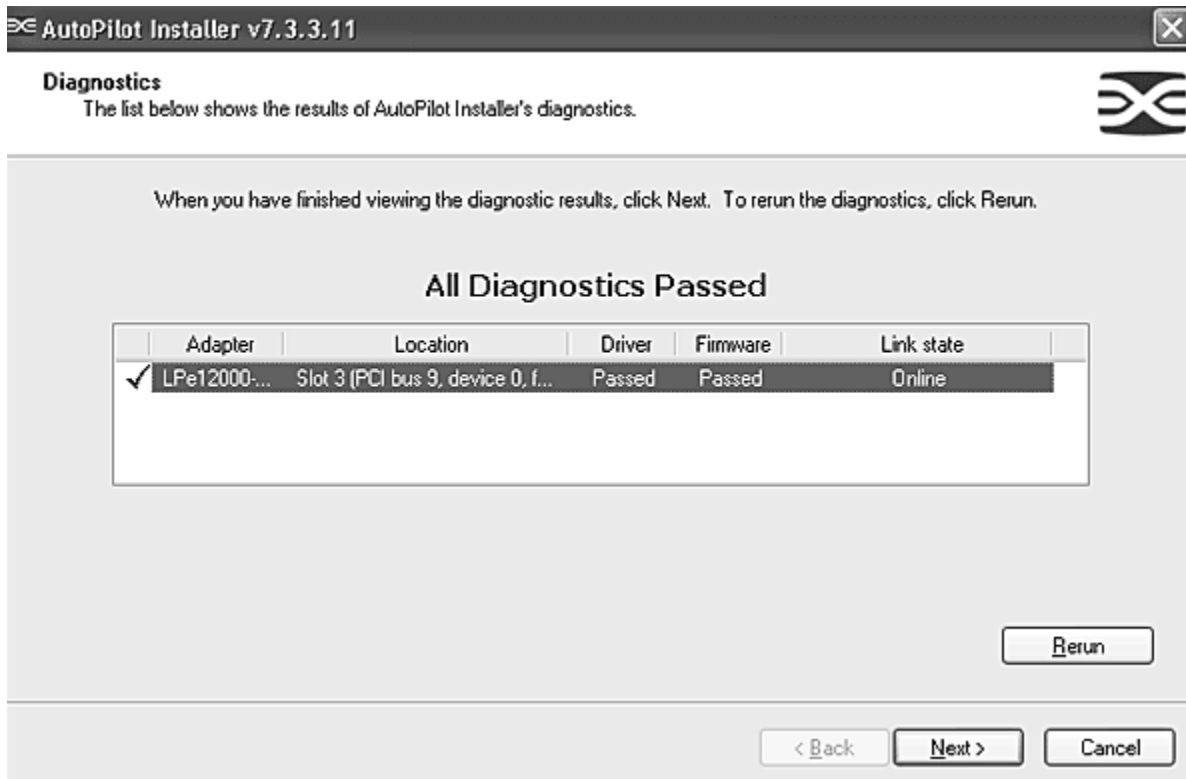 AutoPilot Installer v7.3.3.11
Diagnostics
The list below shows the results of AutoPilot Installer's diagnostics.
When you have finished viewing the diagnostic results, click Next. To rerun the diagnostics, click Rerun.
All Diagnostics Passed
Adapter Location Driver Firmware Link state
LPe12000-... Slot 3 (PCI bus 9, device 0, f... Passed Passed Online
Rerun
< Back Next > Cancel